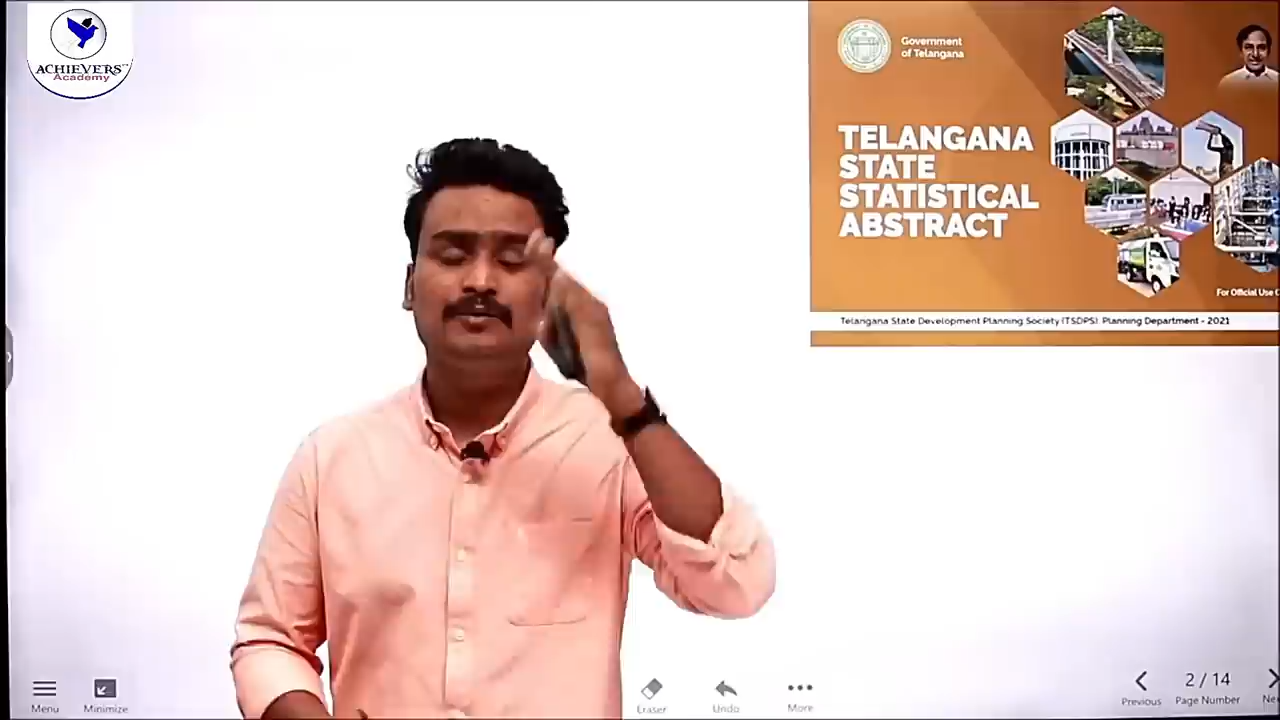 ACHIEVERS
Academy
Government
of Telangana
TELANGANA
STATE
STATISTICAL
ABSTRACT
For Official Use
Telangana State Development Planning Society (TSDPS), Planning Department - 2021
Menu
Minimize
Eraser
Undo
More
Previous
2 / 14
Page Number